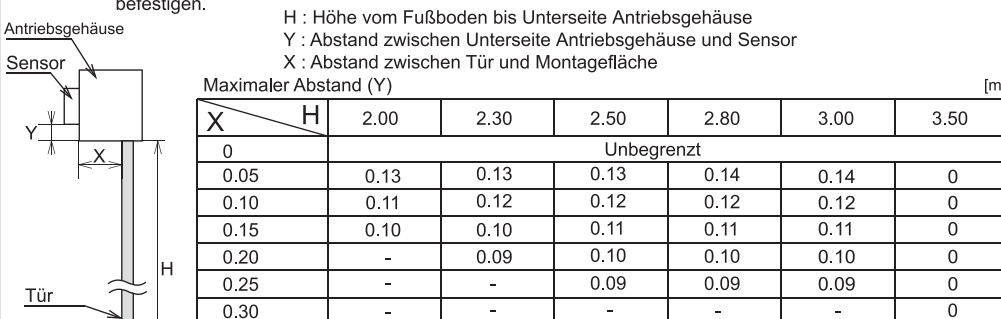 befestigen.
H : Höhe vom Fußboden bis Unterseite Antriebsgehäuse
Y : Abstand zwischen Unterseite Antriebsgehäuse und Sensor
X : Abstand zwischen Tür und Montagefläche
Antriebsgehäuse
Sensor
Y
X
H
Tür
Maximaler Abstand (Y) [m
X H 2.00 2.30 2.50 2.80 3.00 3.50
0 Unbegrenzt
0.05 0.13 0.13 0.13 0.14 0.14 0
0.10 0.11 0.12 0.12 0.12 0.12 0
0.15 0.10 0.10 0.11 0.11 0.11 0
0.20 - 0.09 0.10 0.10 0.10 0
0.25 - - 0.09 0.09 0.09 0
0.30 - - - - - 0